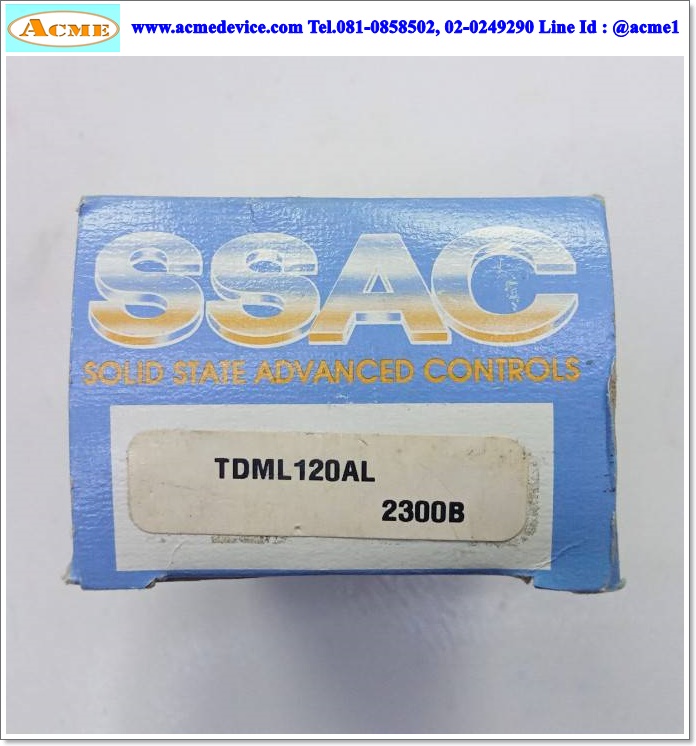 ACME
www.acmedevice.com Tel.081-0858502, 02-0249290 Line Id : @acme1
SSAC
SOLID STATE ADVANCED CONTROLS
TDML120AL
2300B